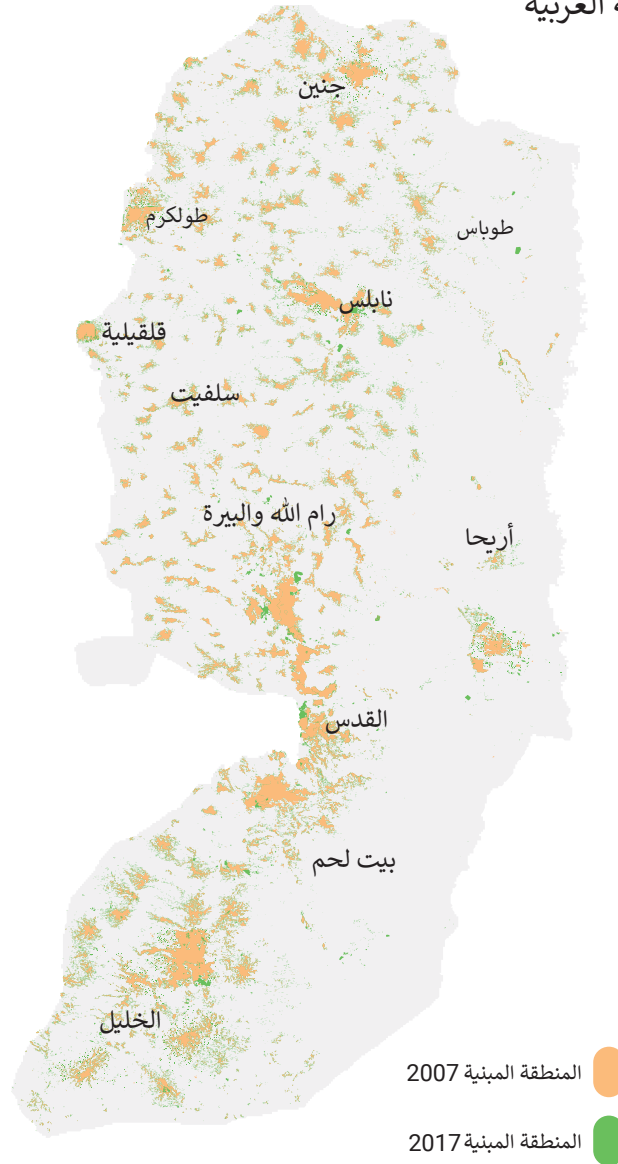 العربية
جنين
طولكرم
طوباس
نابلس
قلقيلية
سلفيت
رام الله والبيرة
أريحا
القدس
بيت لحم
الخليل
المنطقة المبنية 2007
المنطقة المبنية 2017